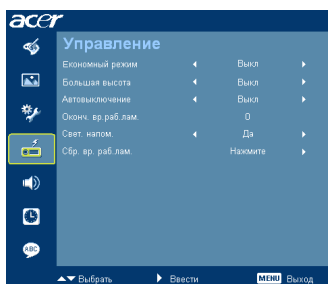 acer
Управление
Економный режим Выкл
Большая высота Выкл
Автовыключение Выкл
Оконч. вр.раб.лам. 0
Свет. напом. Да
Сбр. вр. раб.лам. Нажмите
ABC
Выбрать Ввести MENU Выход